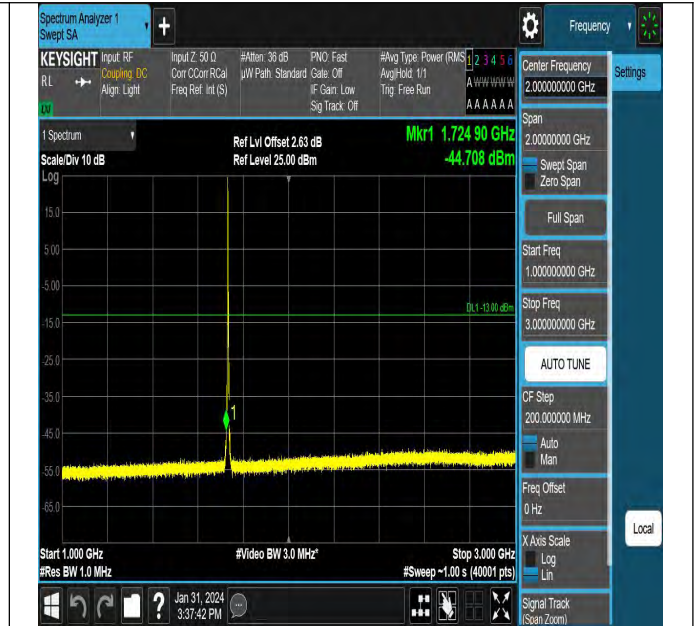 Spectrum Analyzer 1
Swept SA
+
Frequency
KEYSIGHT
RL
Input: RF
Coupling: DC
Align: Light
Input Z: 50 Ω
Corr CCorr RCal
Freq Ref: Int (S)
#Atten: 36 dB
µW Path: Standard
PNO: Fast
Gate: Off
IF Gain: Low
Sig Track: Off
#Avg Type: Power (RMS
Avg|Hold: 1/1
Trig: Free Run
1 2 3 4 5 6
A W W W W W
A A A A A A
Settings
Center Frequency
2.000000000 GHz
Span
2.00000000 GHz
Swept Span
Zero Span
Full Span
Start Freq
1.000000000 GHz
Stop Freq
3.000000000 GHz
AUTO TUNE
CF Step
200.000000 MHz
Auto
Man
Freq Offset
0 Hz
X Axis Scale
Log
Lin
Signal Track
(Span Zoom)
Local
1 Spectrum
Scale/Div 10 dB
Ref Lvl Offset 2.63 dB
Ref Level 25.00 dBm
Mkr1 1.724 90 GHz
-44.708 dBm
Log
15.0
5.00
-5.00
DL1 -13.00 dBm
-15.0
-25.0
-35.0
1
-45.0
-55.0
-65.0
Start 1.000 GHz
#Res BW 1.0 MHz
#Video BW 3.0 MHz*
Stop 3.000 GHz
#Sweep ~1.00 s (40001 pts)
?
Jan 31, 2024
3:37:42 PM